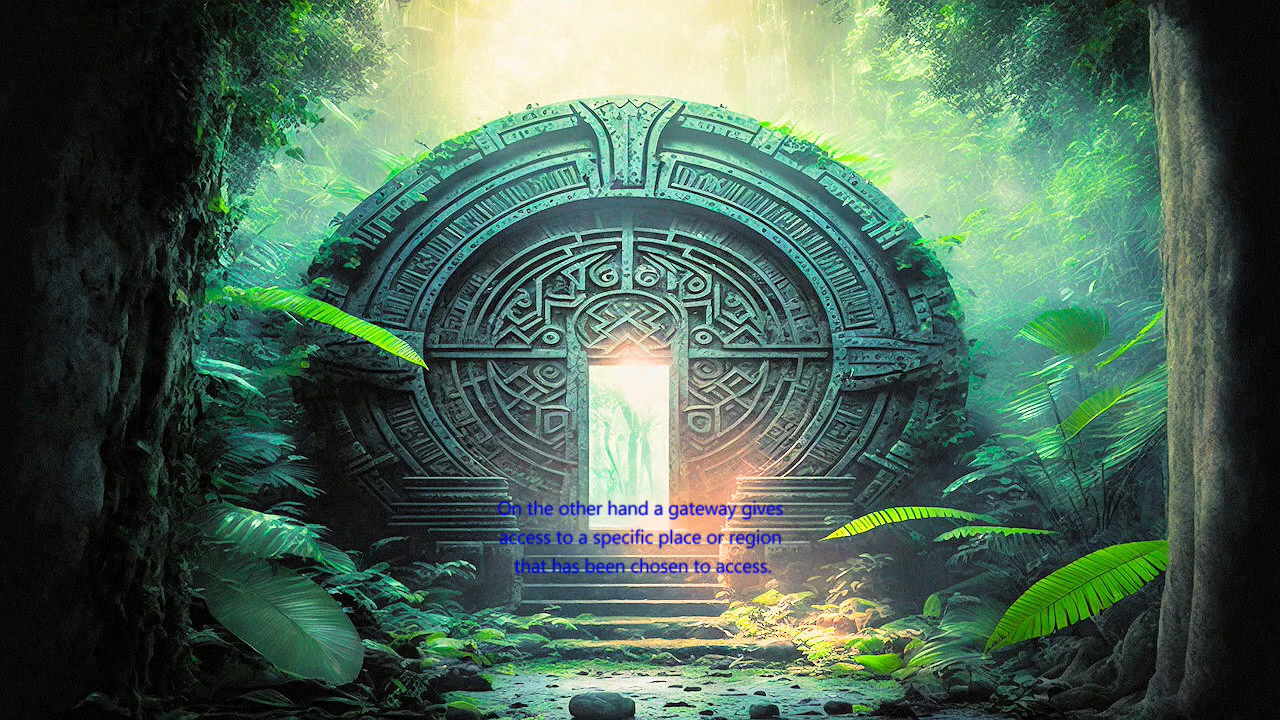 On the other hand a gateway gives
access to a specific place or region
that has been chosen to access.